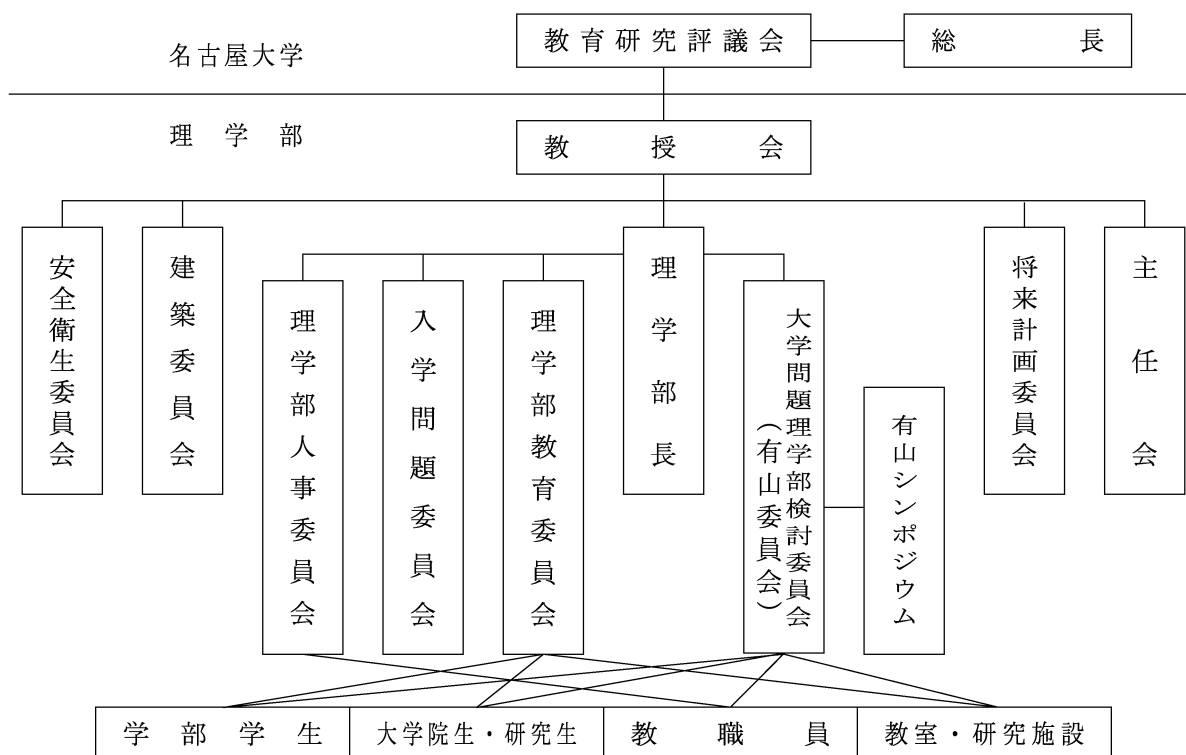 名古屋大学
教育研究評議会
総長
理学部
教授会
安全衛生委員会
建築委員会
理学部人事委員会
入学問題委員会
理学部教育委員会
理学部長
大学問題理学部検討委員会
（有山委員会）
有山シンポジウム
将来計画委員会
主任会
学部学生
大学院生・研究生
教職員
教室・研究施設